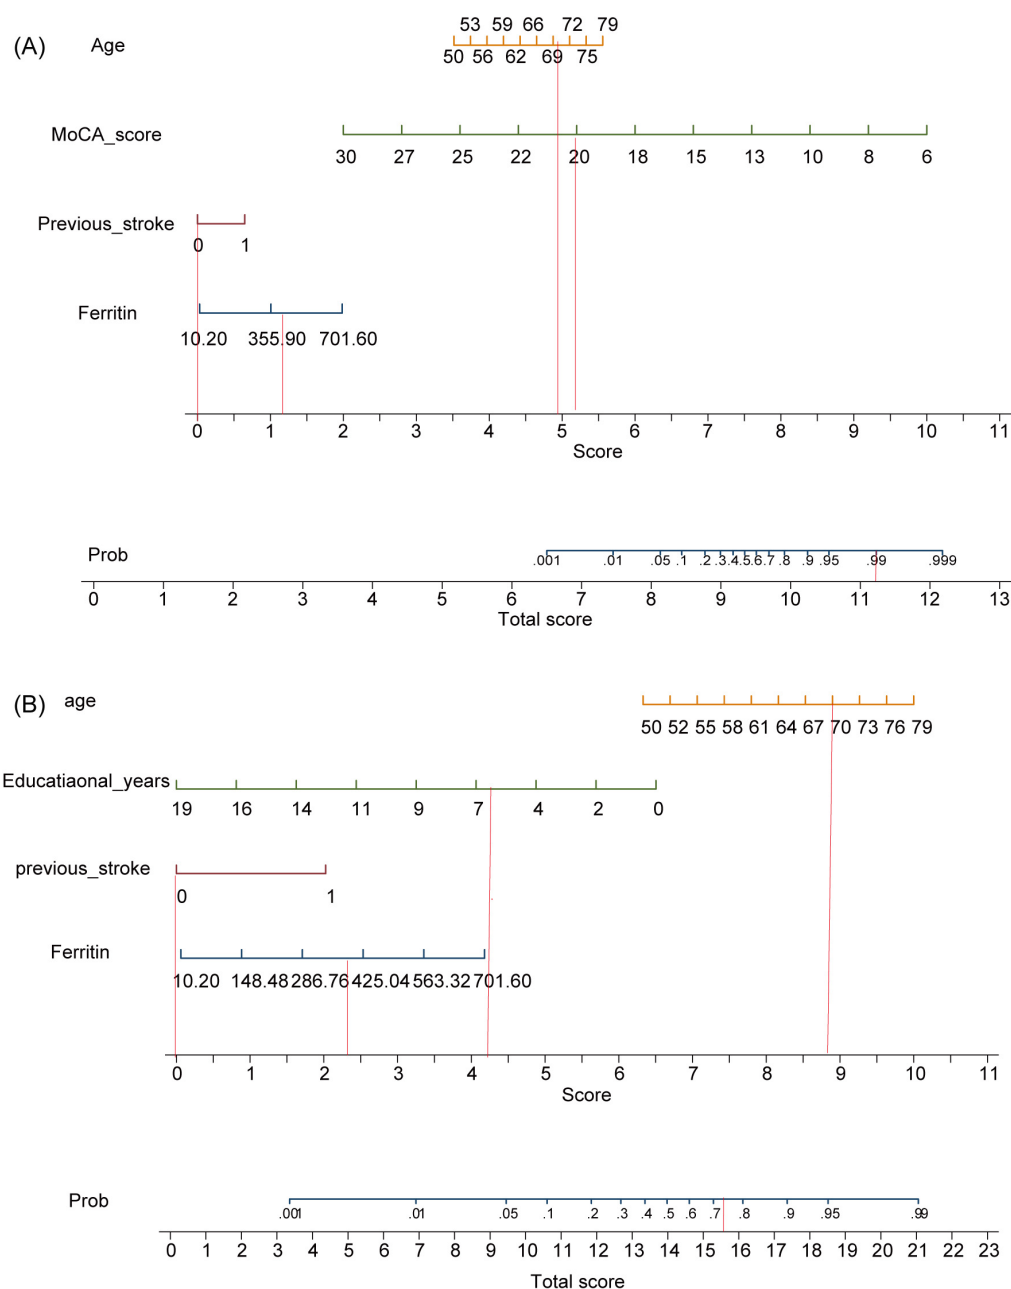 53 59 66 72 79
(A) Age
50 56 62 69 75
MoCA_score
30 27 25 22 20 18 15 13 10 8 6
Previous_stroke
0 1
Ferritin
10.20 355.90 701.60
0 1 2 3 4 5 6 7 8 9 10 11
Score
Prob
.001 .01 .05 .1 .2 .3 .4 .5 .6 .7 .8 .9 .95 .99 .999
0 1 2 3 4 5 6 7 8 9 10 11 12 13
Total score
(B) age
50 52 55 58 61 64 67 70 73 76 79
Educatiaonal_years
19 16 14 11 9 7 4 2 0
previous_stroke
0 1
Ferritin
10.20 148.48 286.76 425.04 563.32 701.60
0 1 2 3 4 5 6 7 8 9 10 11
Score
Prob
.001 .01 .05 .1 .2 .3 .4 .5 .6 .7 .8 .9 .95 .99
0 1 2 3 4 5 6 7 8 9 10 11 12 13 14 15 16 17 18 19 20 21 22 23
Total score